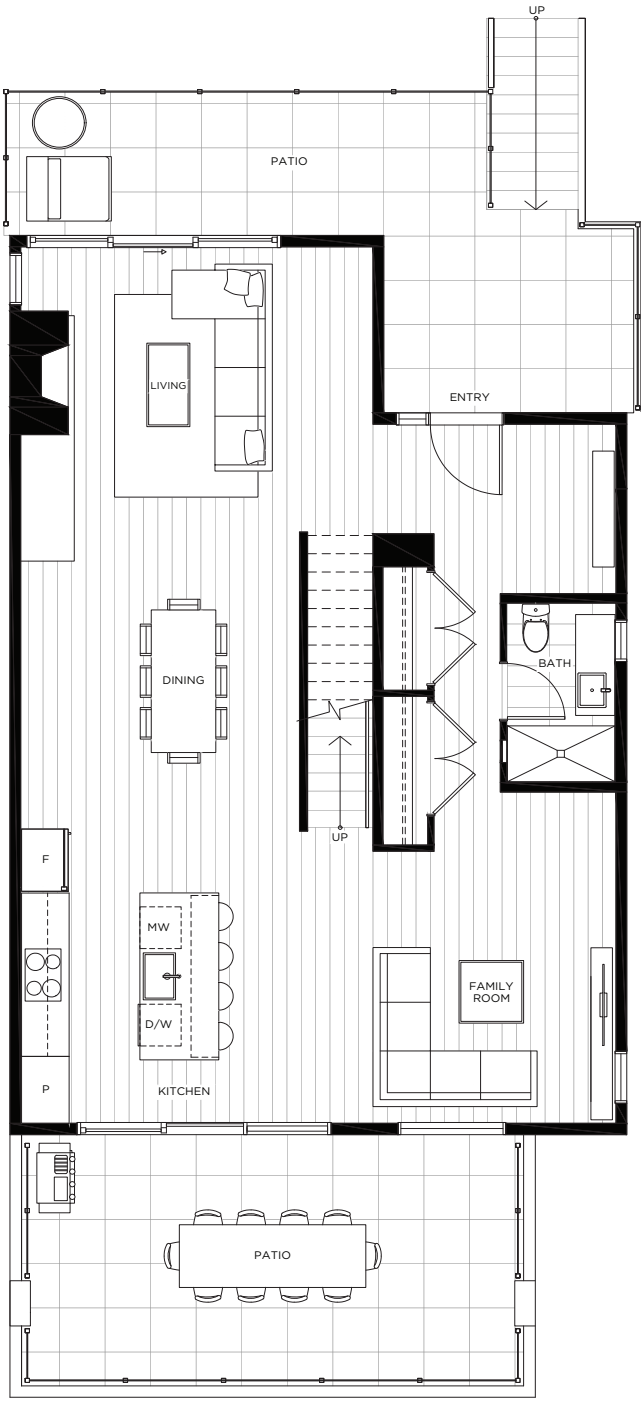 UP
PATIO
LIVING
ENTRY
BATH
DINING
UP
F
MW
D/W
FAMILY
ROOM
P
KITCHEN
PATIO